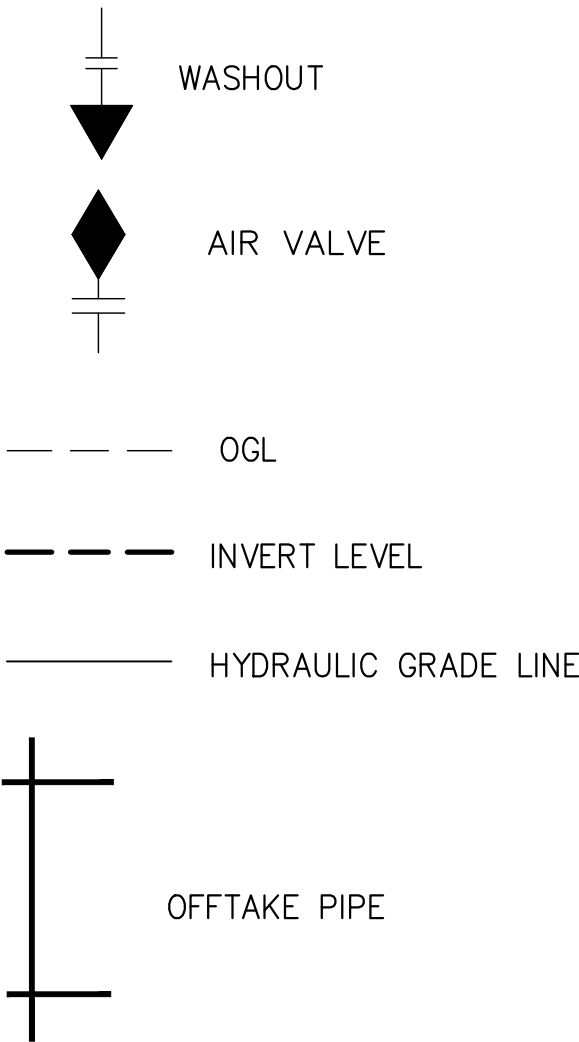 WASHOUT
AIR VALVE
OGL
INVERT LEVEL
HYDRAULIC GRADE LINE
OFFTAKE PIPE